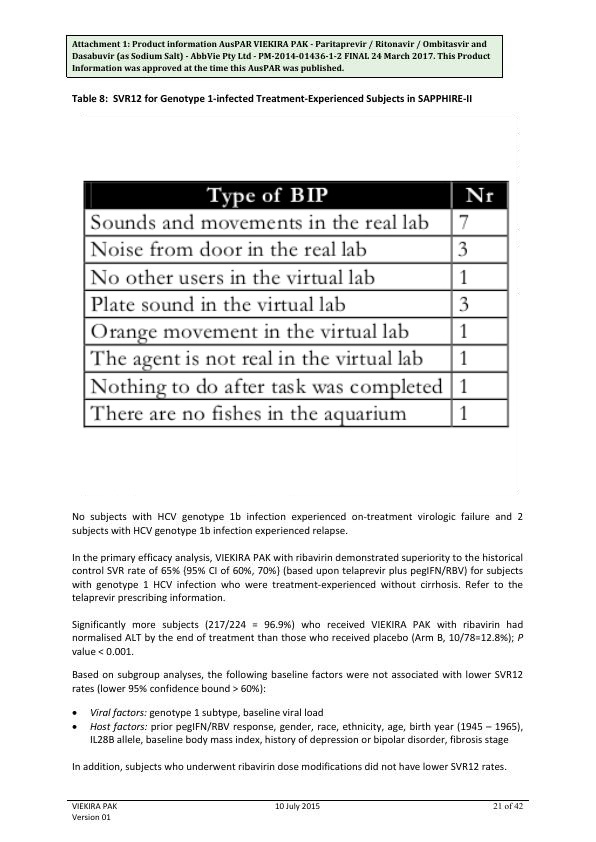 Attachment 1: Product information AusPAR VIEKIRA PAK - Paritaprevir / Ritonavir / Ombitasvir and
Dasabuvir (as Sodium Salt) - AbbVie Pty Ltd - PM-2014-01436-1-2 FINAL 24 March 2017. This Product
Information was approved at the time this AusPAR was published.
Table 8: SVR12 for Genotype 1-infected Treatment-Experienced Subjects in SAPPHIRE-II
Type of BIP Nr
Sounds and movements in the real lab 7
Noise from door in the real lab 3
No other users in the virtual lab 1
Plate sound in the virtual lab 3
Orange movement in the virtual lab 1
The agent is not real in the virtual lab 1
Nothing to do after task was completed 1
There are no fishes in the aquarium 1
No subjects with HCV genotype 1b infection experienced on-treatment virologic failure and 2
subjects with HCV genotype 1b infection experienced relapse.
In the primary efficacy analysis, VIEKIRA PAK with ribavirin demonstrated superiority to the historical
control SVR rate of 65% (95% CI of 60%, 70%) (based upon telaprevir plus pegIFN/RBV) for subjects
with genotype 1 HCV infection who were treatment-experienced without cirrhosis. Refer to the
telaprevir prescribing information.
Significantly more subjects (217/224 = 96.9%) who received VIEKIRA PAK with ribavirin had
normalised ALT by the end of treatment than those who received placebo (Arm B, 10/78=12.8%); P
value < 0.001.
Based on subgroup analyses, the following baseline factors were not associated with lower SVR12
rates (lower 95% confidence bound > 60%):
• Viral factors: genotype 1 subtype, baseline viral load
• Host factors: prior pegIFN/RBV response, gender, race, ethnicity, age, birth year (1945 – 1965),
IL28B allele, baseline body mass index, history of depression or bipolar disorder, fibrosis stage
In addition, subjects who underwent ribavirin dose modifications did not have lower SVR12 rates.
VIEKIRA PAK 10 July 2015 21 of 42
Version 01